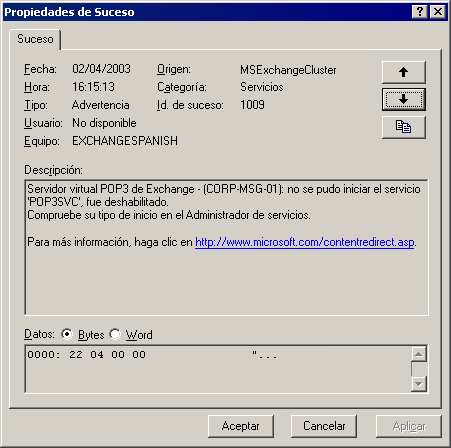 Propiedades de Suceso
Suceso
Fecha: 02/04/2003 Origen: MSExchangeCluster
Hora: 16:15:13 Categoría: Servicios
Tipo: Advertencia Id. de suceso: 1009
Usuario: No disponible
Equipo: EXCHANGESPANISH
Descripción:
Servidor virtual POP3 de Exchange - (CORP-MSG-01): no se pudo iniciar el servicio
'POP3SVC', fue deshabilitado.
Compruebe su tipo de inicio en el Administrador de servicios.
Para más información, haga clic en http://www.microsoft.com/contentredirect.asp.
Datos: Bytes Word
0000: 22 04 00 00 "...
Aceptar Cancelar Aplicar